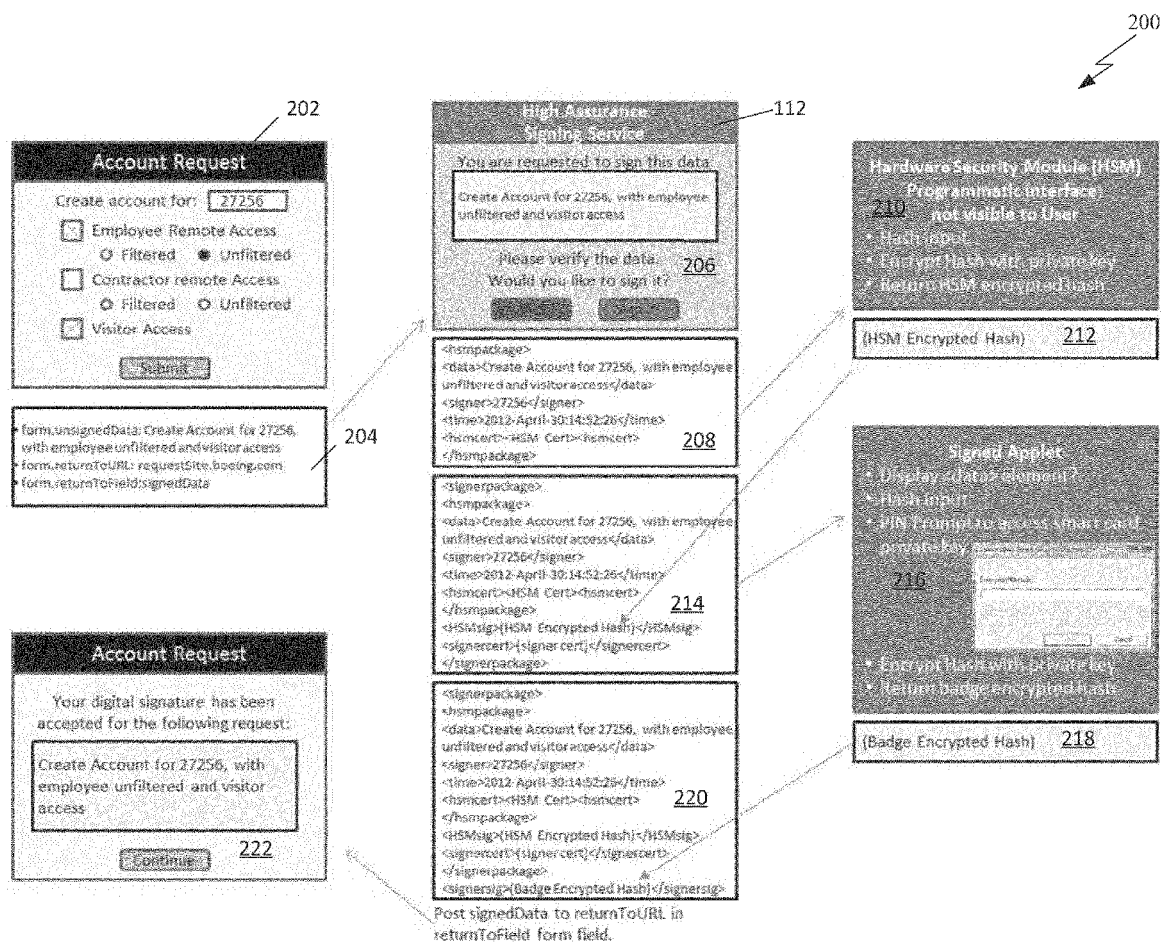 200
202
Account Request
Create account for: 27256
Employee Remote Access
Filtered Unfiltered
Contractor remote Access
Filtered Unfiltered
Visitor Access
Submit
204
• form.unsignedData: Create Account for 27256,
with employee unfiltered and visitor access
• form.returnToURL: requestSite.boeing.com
• form.returnToField:signedData
Account Request
Your digital signature has been
accepted for the following request:
Create Account for 27256, with
employee unfiltered and visitor
access
Continue
222
112
High Assurance
Signing Service
You are requested to sign this data
Create Account for 27256, with employee
unfiltered and visitor access
Please verify the data.
Would you like to sign it?
206
<hsmpackage>
<data>Create Account for 27256, with employee
unfiltered and visitor access</data>
<signer>27256</signer>
<time>2012-April-30:14:52:26</time>
<hsmcert><HSM Cert><hsmcert>
</hsmpackage>
208
<signerpackage>
<hsmpackage>
<data>Create Account for 27256, with employee
unfiltered and visitor access</data>
<signer>27256</signer>
<time>2012-April-30:14:52:26</time>
<hsmcert><HSM Cert><hsmcert>
</hsmpackage>
<HSMsig>(HSM Encrypted Hash)</HSMsig>
<signercert>(signer cert)</signercert>
</signerpackage>
214
<signerpackage>
<hsmpackage>
<data>Create Account for 27256, with employee
unfiltered and visitor access</data>
<signer>27256</signer>
<time>2012-April-30:14:52:26</time>
<hsmcert><HSM Cert><hsmcert>
</hsmpackage>
<HSMsig>(HSM Encrypted Hash)</HSMsig>
<signercert>(signer cert)</signercert>
</signerpackage>
<signersig>(Badge Encrypted Hash)</signersig>
220
Post signedData to returnToURL in
returnToField form field.
Hardware Security Module (HSM)
Programmatic interface
not visible to User
210
• Hash input
• Encrypt Hash with private key
• Return HSM encrypted hash
(HSM Encrypted Hash) 212
Signed Applet
• Display data element?
• Hash input
• PIN Prompt to access smart card
private key
216
• Encrypt Hash with private key
• Return badge encrypted hash
(Badge Encrypted Hash) 218